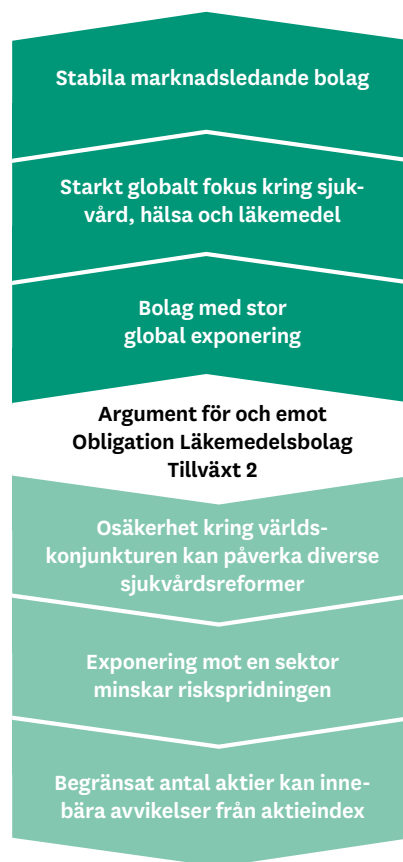 Stabila marknadsledande bolag
Starkt globalt fokus kring sjuk-
vård, hälsa och läkemedel
Bolag med stor
global exponering
Argument för och emot
Obligation Läkemedelsbolag
Tillväxt 2
Osäkerhet kring världs-
konjunkturen kan påverka diverse
sjukvårdsreformer
Exponering mot en sektor
minskar riskspridningen
Begränsat antal aktier kan inne-
bära avvikelser från aktieindex